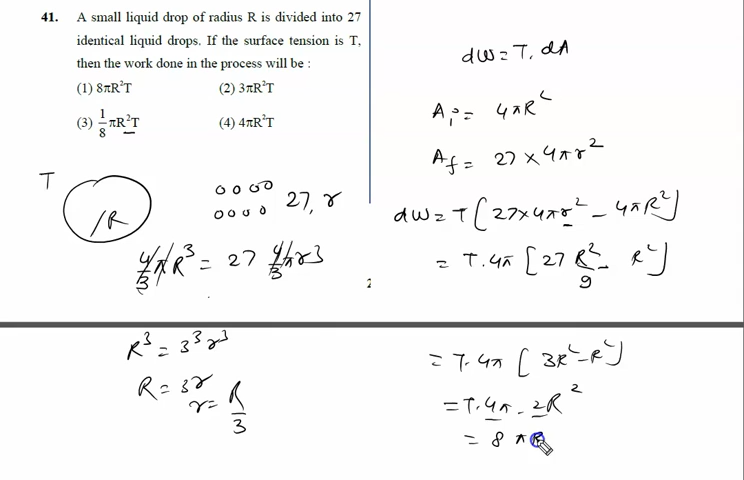 41. A small liquid drop of radius R is divided into 27
identical liquid drops. If the surface tension is T,
then the work done in the process will be :
(1) 8πR²T (2) 3πR²T
(3) 1/8 πR²T (4) 4πR²T
T
R
27, r
4/3 πR³ = 27 4/3 πr³
R³ = 3³r³
R = 3r
r = R/3
dW = T. dA
Ai = 4πR²
Af = 27 × 4πr²
dW = T (27×4πr² − 4πR²)
= T.4π [27 R²/9 − R²]
= T.4π [3R² − R²]
= T.4π . 2R²
= 8 π R